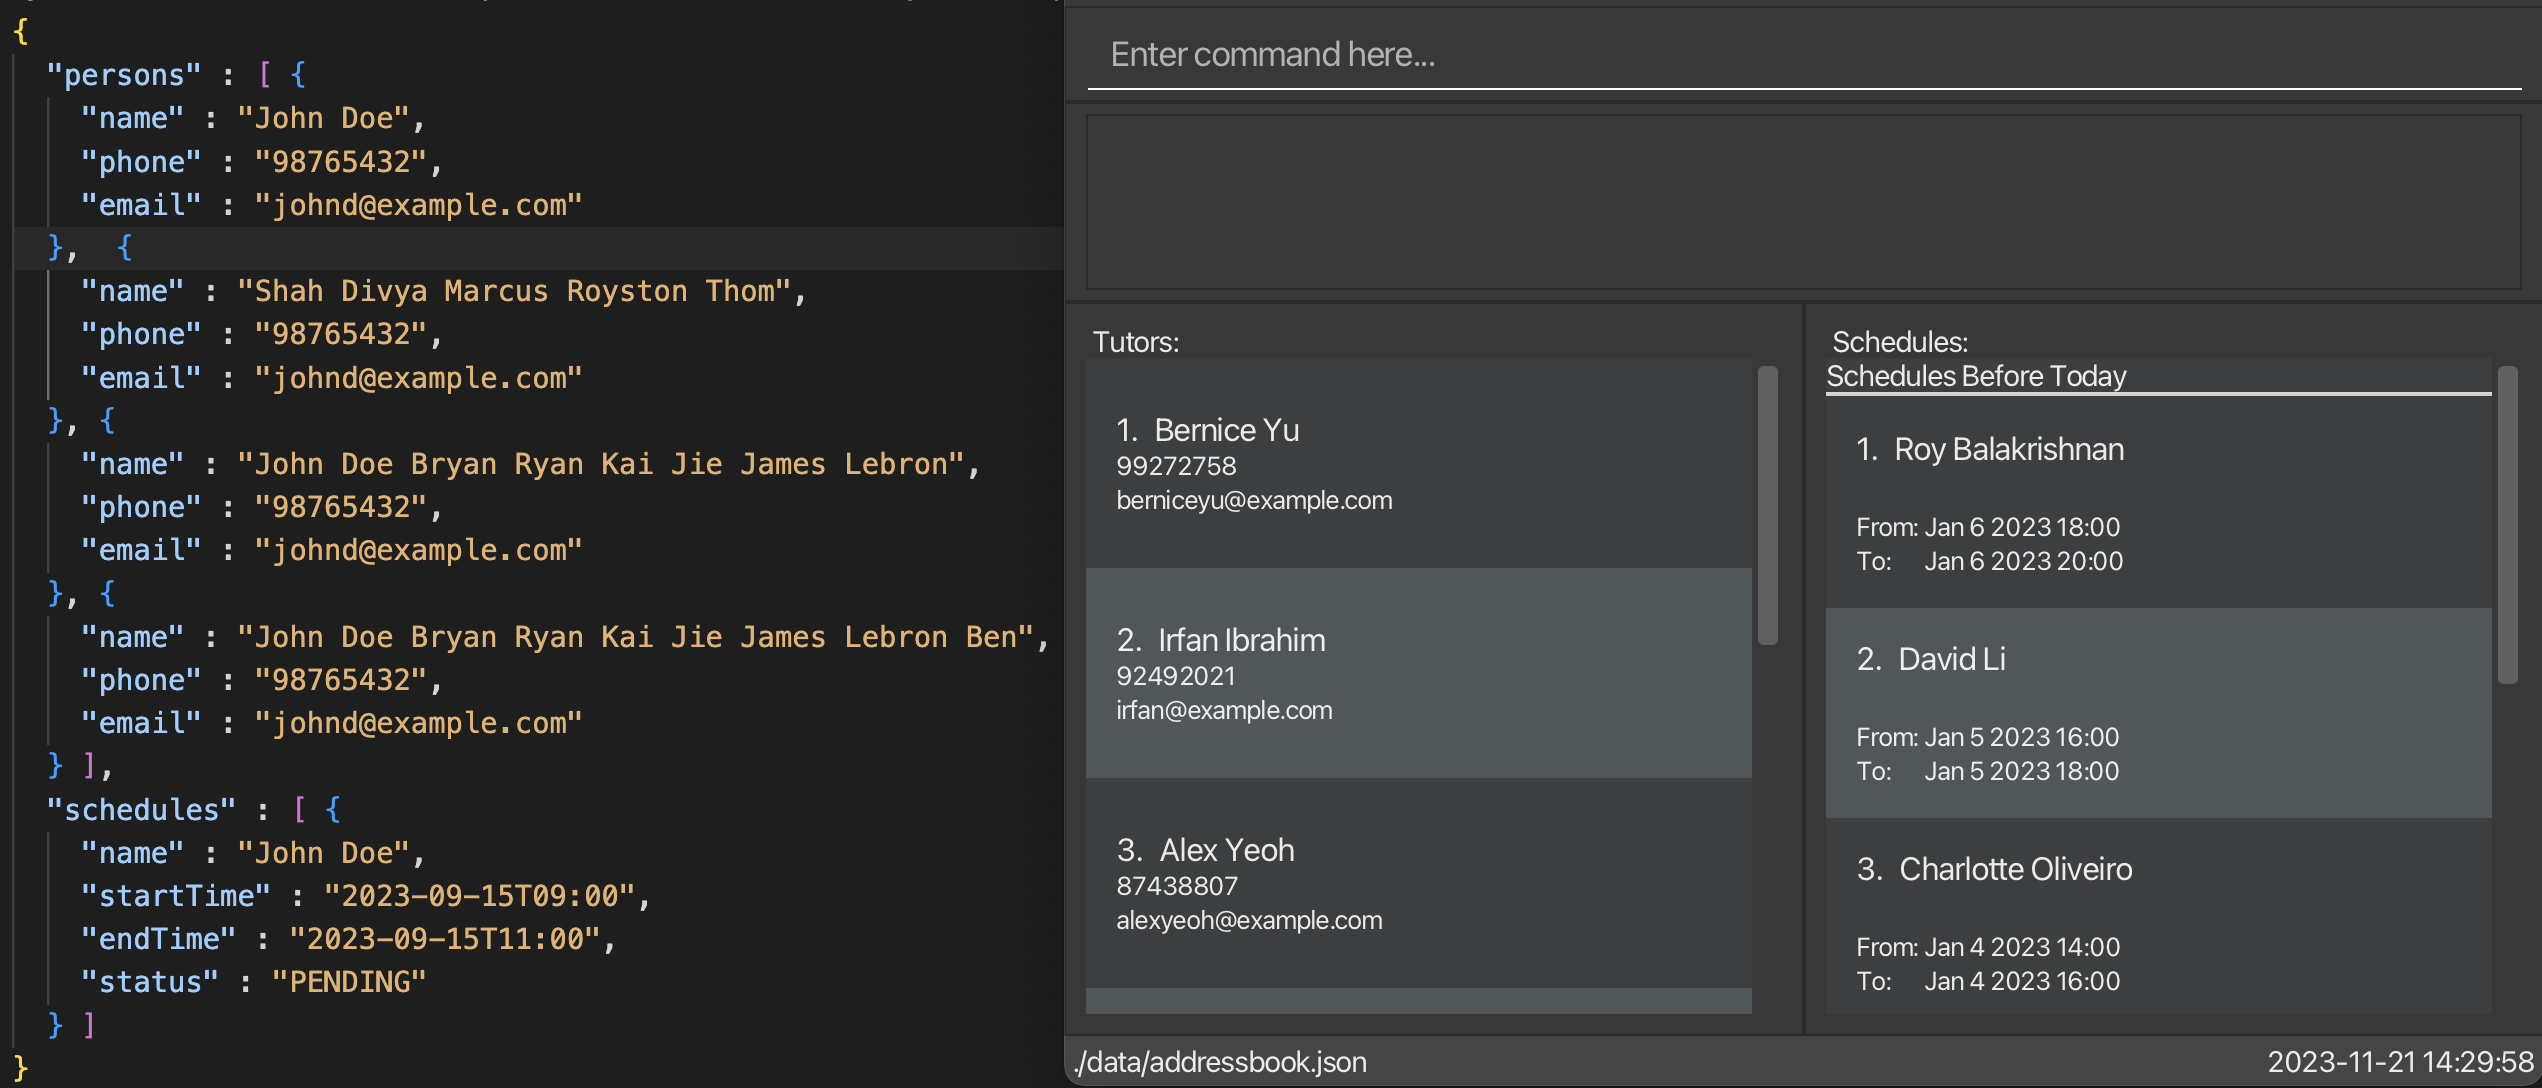 {
"persons" : [ {
"name" : "John Doe",
"phone" : "98765432",
"email" : "johnd@example.com"
},  {
"name" : "Shah Divya Marcus Royston Thom",
"phone" : "98765432",
"email" : "johnd@example.com"
}, {
"name" : "John Doe Bryan Ryan Kai Jie James Lebron",
"phone" : "98765432",
"email" : "johnd@example.com"
}, {
"name" : "John Doe Bryan Ryan Kai Jie James Lebron Ben",
"phone" : "98765432",
"email" : "johnd@example.com"
} ],
"schedules" : [ {
"name" : "John Doe",
"startTime" : "2023-09-15T09:00",
"endTime" : "2023-09-15T11:00",
"status" : "PENDING"
} ]
}
Enter command here...
Tutors:
1. Bernice Yu
99272758
berniceyu@example.com
2. Irfan Ibrahim
92492021
irfan@example.com
3. Alex Yeoh
87438807
alexyeoh@example.com
Schedules:
Schedules Before Today
1. Roy Balakrishnan
From: Jan 6 2023 18:00
To: Jan 6 2023 20:00
2. David Li
From: Jan 5 2023 16:00
To: Jan 5 2023 18:00
3. Charlotte Oliveiro
From: Jan 4 2023 14:00
To: Jan 4 2023 16:00
./data/addressbook.json
2023-11-21 14:29:58